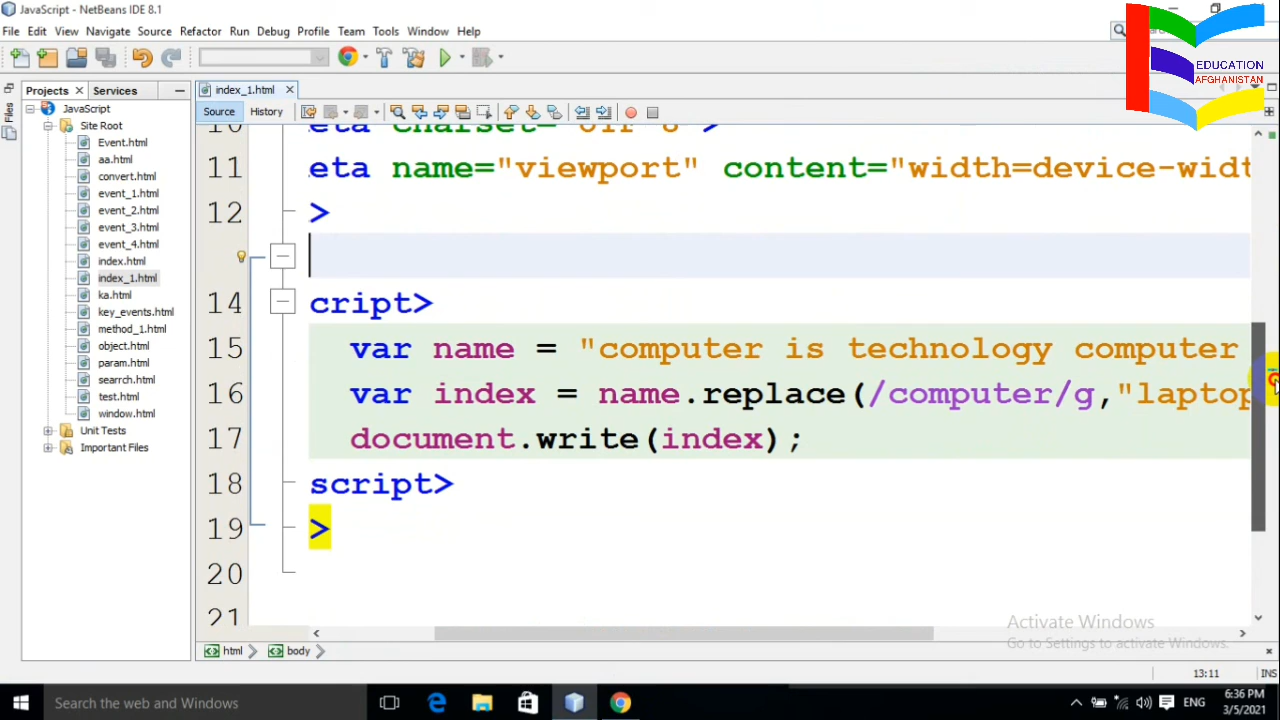 JavaScript - NetBeans IDE 8.1
File Edit View Navigate Source Refactor Run Debug Profile Team Tools Window Help
EDUCATION
AFGHANISTAN
Projects Services
index_1.html
Files
JavaScript
Source History
Site Root
Event.html
aa.html
convert.html
event_1.html
event_2.html
event_3.html
event_4.html
index.html
index_1.html
ka.html
key_events.html
method_1.html
object.html
param.html
searrch.html
test.html
window.html
Unit Tests
Important Files
11 eta name="viewport" content="width=device-widt
12 >
14 cript>
15 var name = "computer is technology computer
16 var index = name.replace(/computer/g,"laptop
17 document.write(index);
18 script>
19 >
20
21
Activate Windows
Go to Settings to activate Windows.
html body
13:11 INS
Search the web and Windows
ENG
6:36 PM
3/5/2021